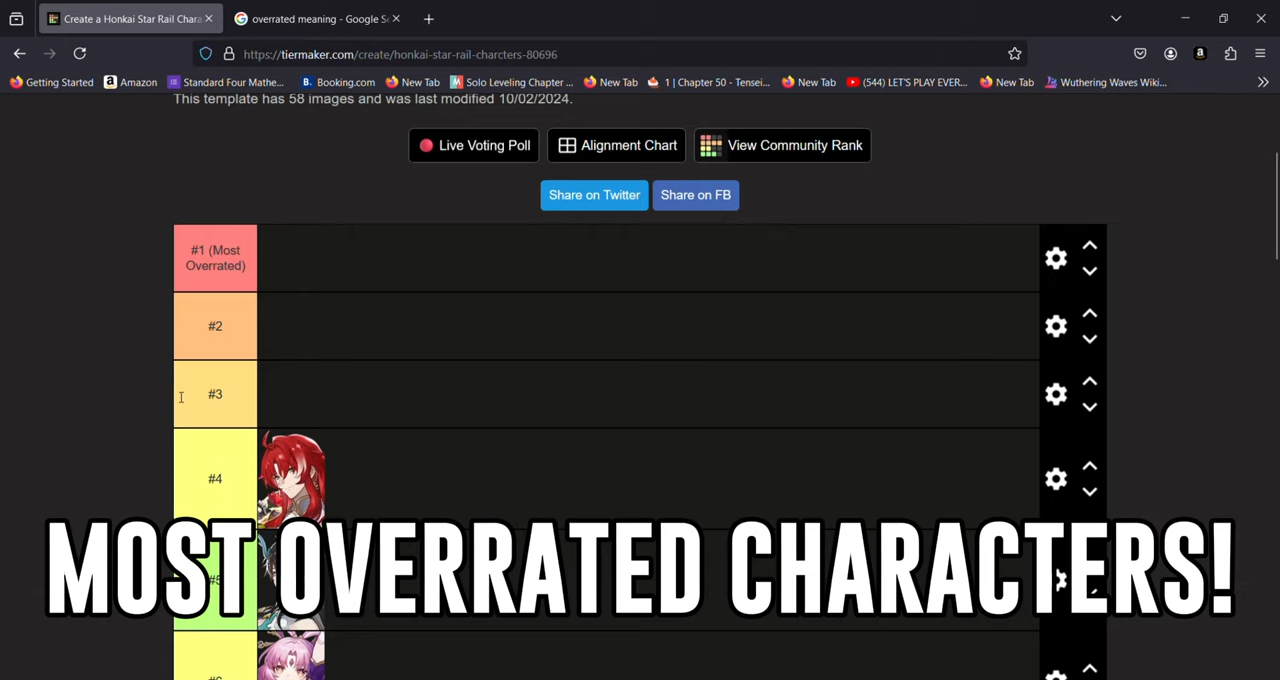 Create a Honkai Star Rail Chara
overrated meaning - Google Se
https://tiermaker.com/create/honkai-star-rail-charcters-80696
Getting Started
Amazon
Standard Four Mathe...
Booking.com
New Tab
Solo Leveling Chapter ...
New Tab
1 | Chapter 50 - Tensei...
New Tab
(544) LET'S PLAY EVER...
New Tab
Wuthering Waves Wiki...
This template has 58 images and was last modified 10/02/2024.
Live Voting Poll
Alignment Chart
View Community Rank
Share on Twitter
Share on FB
#1 (Most
Overrated)
#2
#3
#4
MOST OVERRATED CHARACTERS!